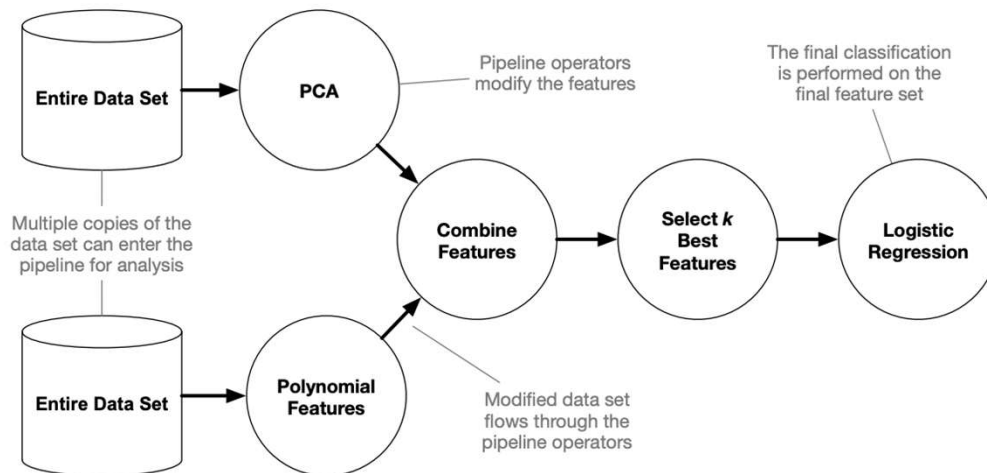 Entire Data Set
PCA
Pipeline operators
modify the features
The final classification
is performed on the
final feature set
Multiple copies of the
data set can enter the
pipeline for analysis
Combine
Features
Select k
Best
Features
Logistic
Regression
Entire Data Set
Polynomial
Features
Modified data set
flows through the
pipeline operators